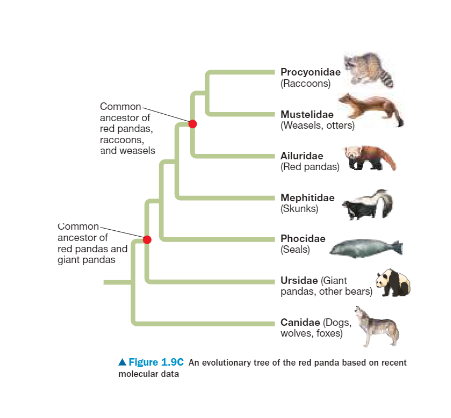 Procyonidae
(Raccoons)
Common
ancestor of
red pandas,
raccoons,
and weasels
Mustelidae
(Weasels, otters)
Ailuridae
(Red pandas)
Mephitidae
(Skunks)
Common
ancestor of
red pandas and
giant pandas
Phocidae
(Seals)
Ursidae (Giant
pandas, other bears)
Canidae (Dogs,
wolves, foxes)
▲ Figure 1.9C An evolutionary tree of the red panda based on recent
molecular data